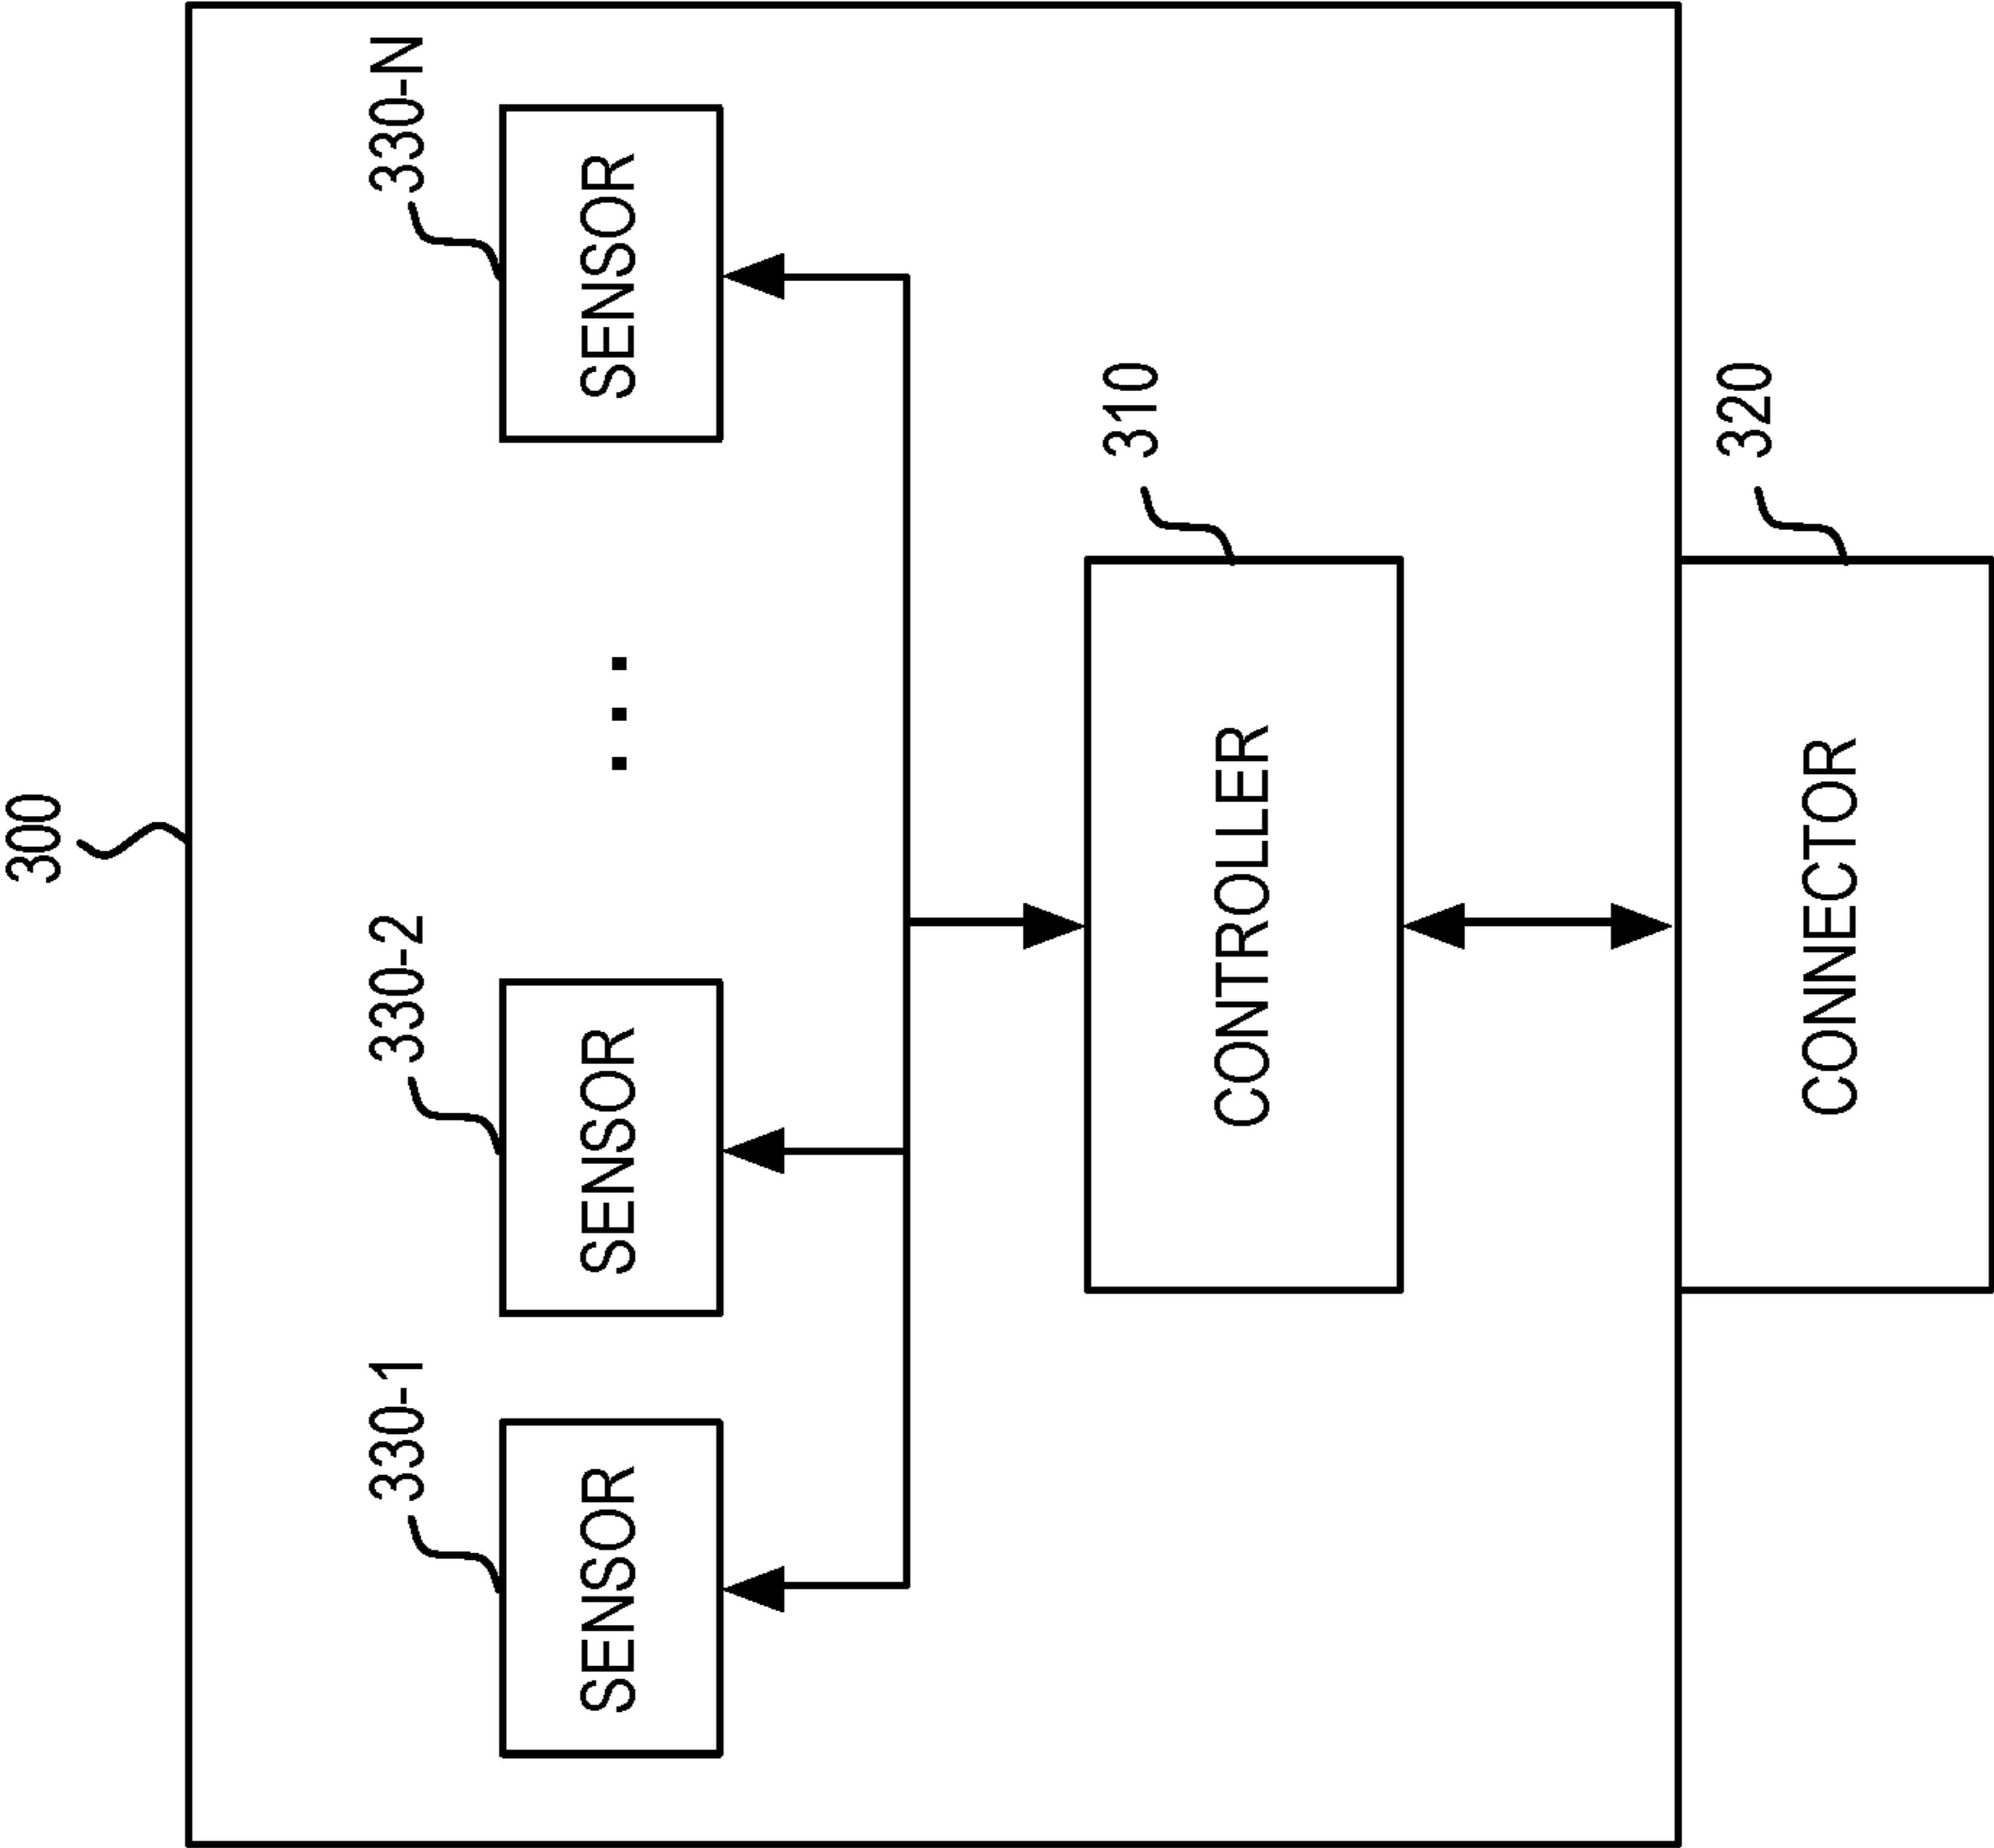 300
330-1
330-2
330-N
SENSOR
SENSOR
...
SENSOR
310
CONTROLLER
320
CONNECTOR